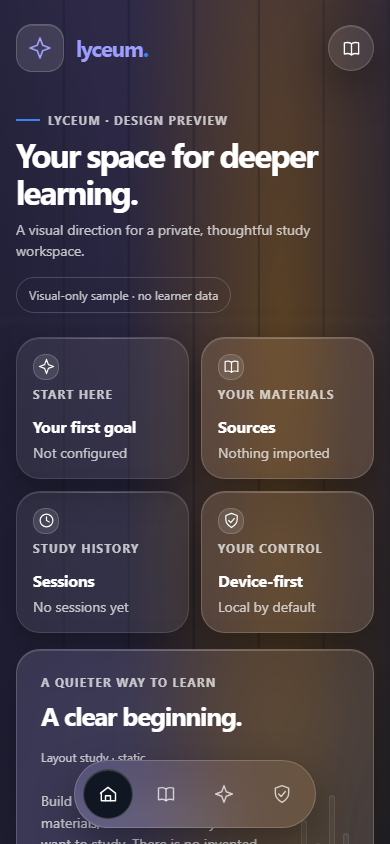 lyceum.
LYCEUM · DESIGN PREVIEW
Your space for deeper
learning.
A visual direction for a private, thoughtful study
workspace.
Visual-only sample · no learner data
START HERE
Your first goal
Not configured
YOUR MATERIALS
Sources
Nothing imported
STUDY HISTORY
Sessions
No sessions yet
YOUR CONTROL
Device-first
Local by default
A QUIETER WAY TO LEARN
A clear beginning.
Layout study · static
Build
materials,
want to study. There is no invented